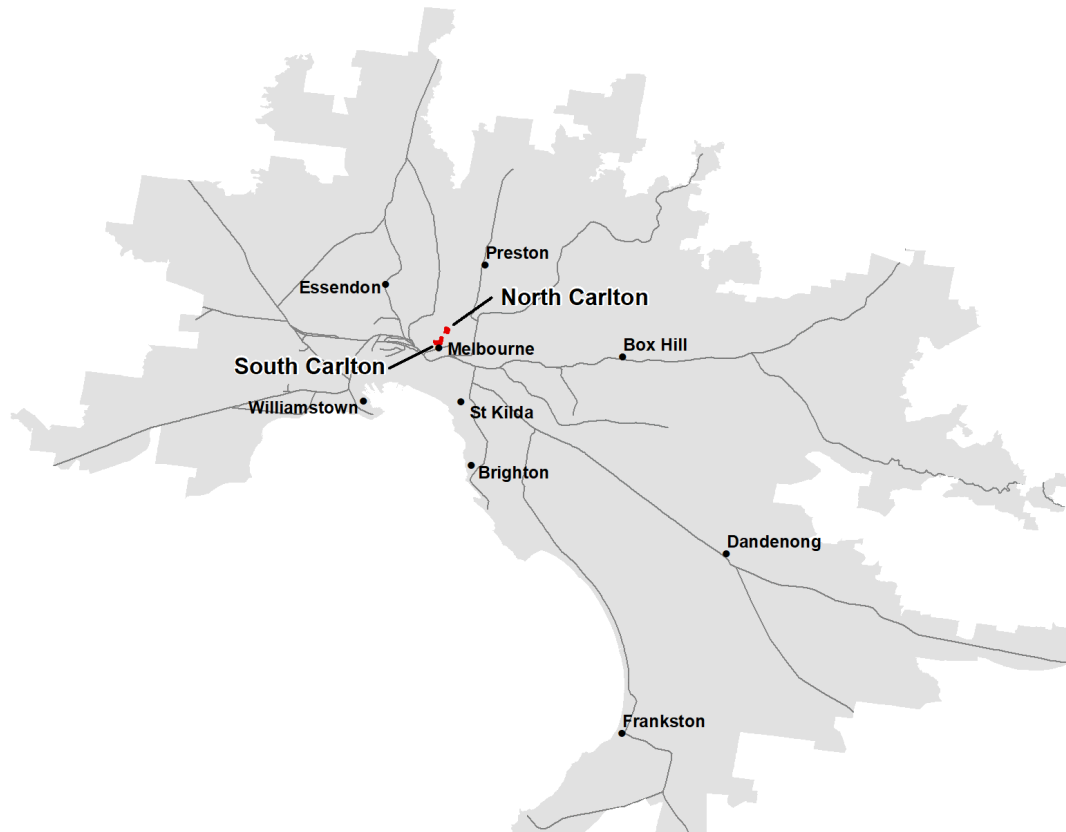 Preston
Essendon
North Carlton
Melbourne
Box Hill
South Carlton
Williamstown
St Kilda
Brighton
Dandenong
Frankston